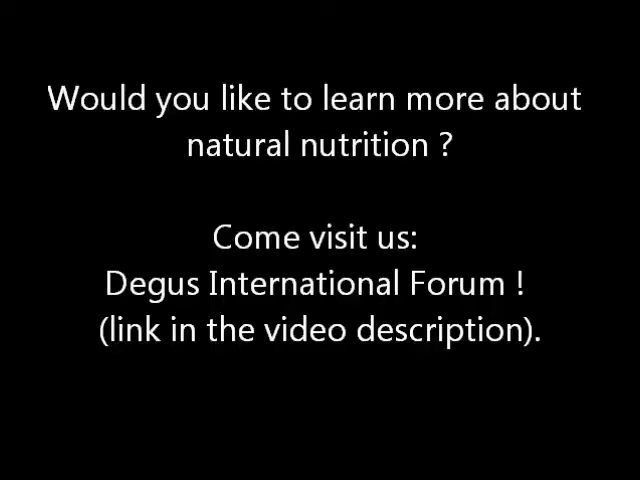 Would you like to learn more about
natural nutrition ?
Come visit us:
Degus International Forum !
(link in the video description).